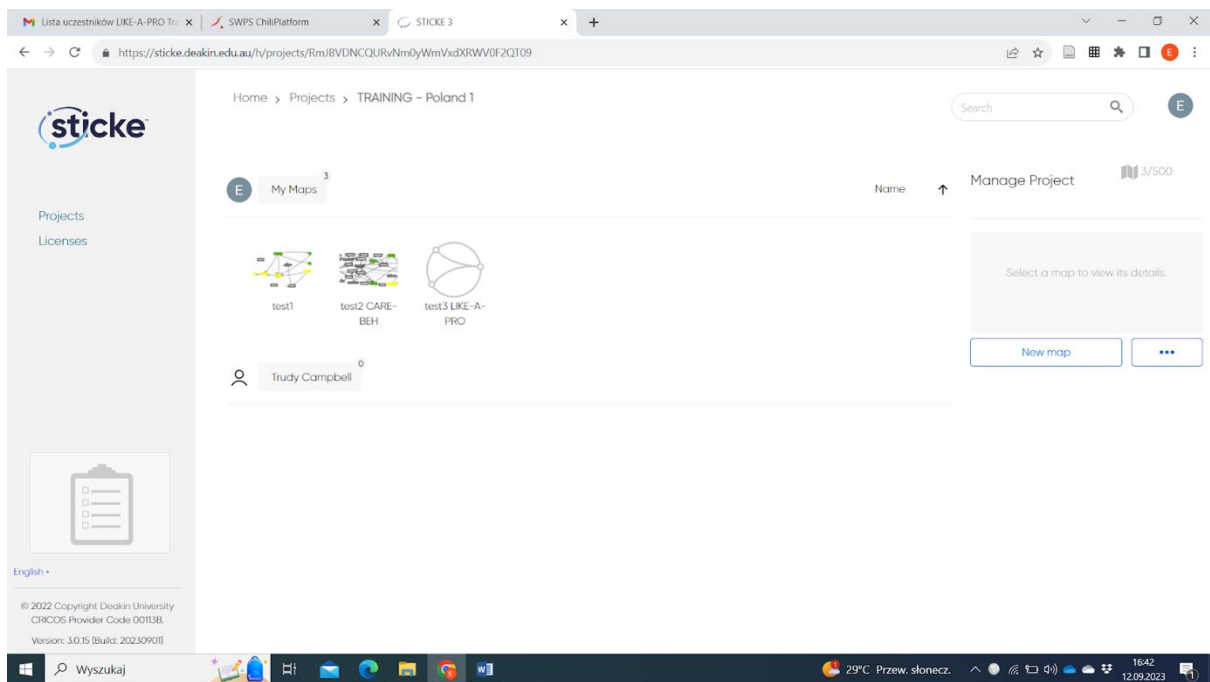 Lista uczestników LIKE-A-PRO Tra
SWPS ChiliPlatform
STICKE 3
https://sticke.deakin.edu.au/h/projects/RmJBVDNCQURvNm0yWmVxdXRWV0F2QT09
E
sticke
Home > Projects > TRAINING - Poland 1
Search
E
E
My Maps
3
Name
Manage Project
3/500
Projects
Licenses
Select a map to view its details.
test1
test2 CARE-
BEH
test3 LIKE-A-
PRO
New map
Trudy Campbell
0
English
© 2022 Copyright Deakin University
CRICOS Provider Code 00113B.
Version: 3.0.15 (Build: 20230901)
Wyszukaj
29°C Przew. słonecz.
16:42
12.09.2023
1